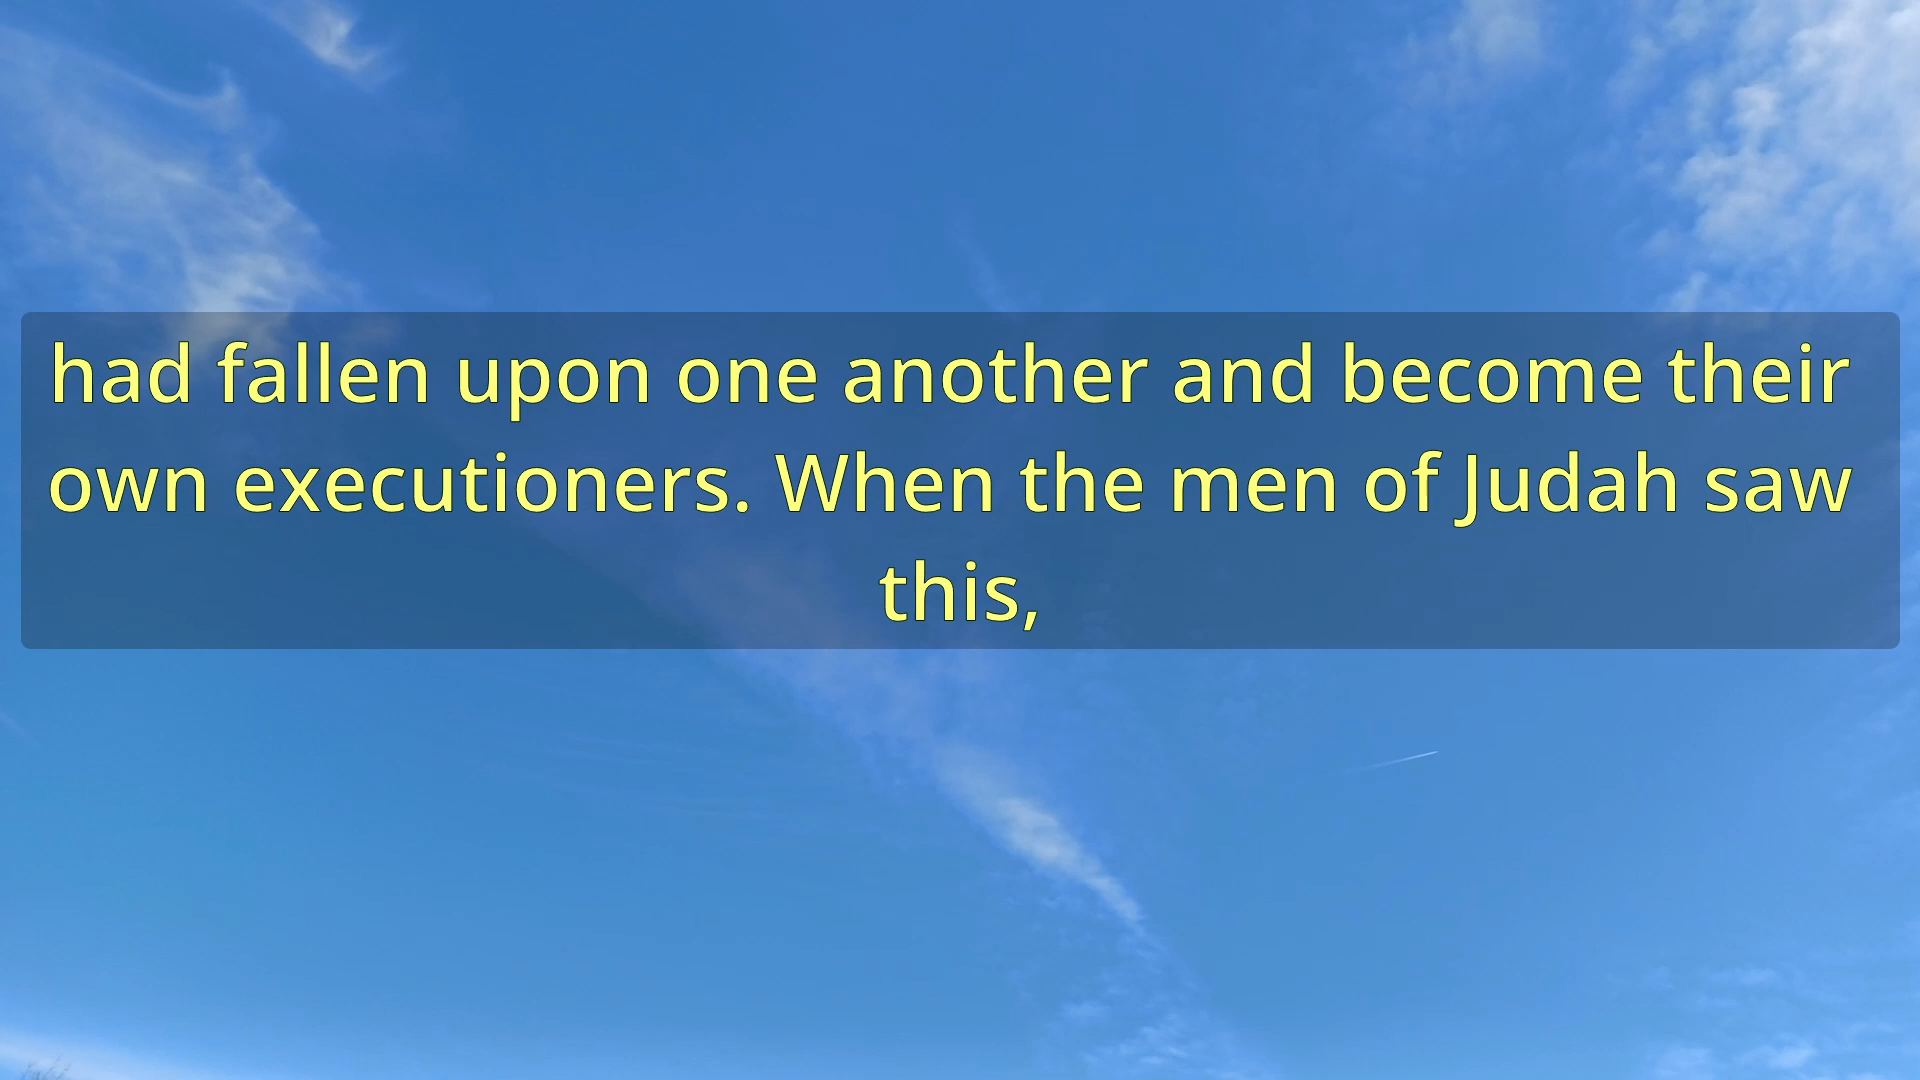 had fallen upon one another and become their
own executioners. When the men of Judah saw
this,